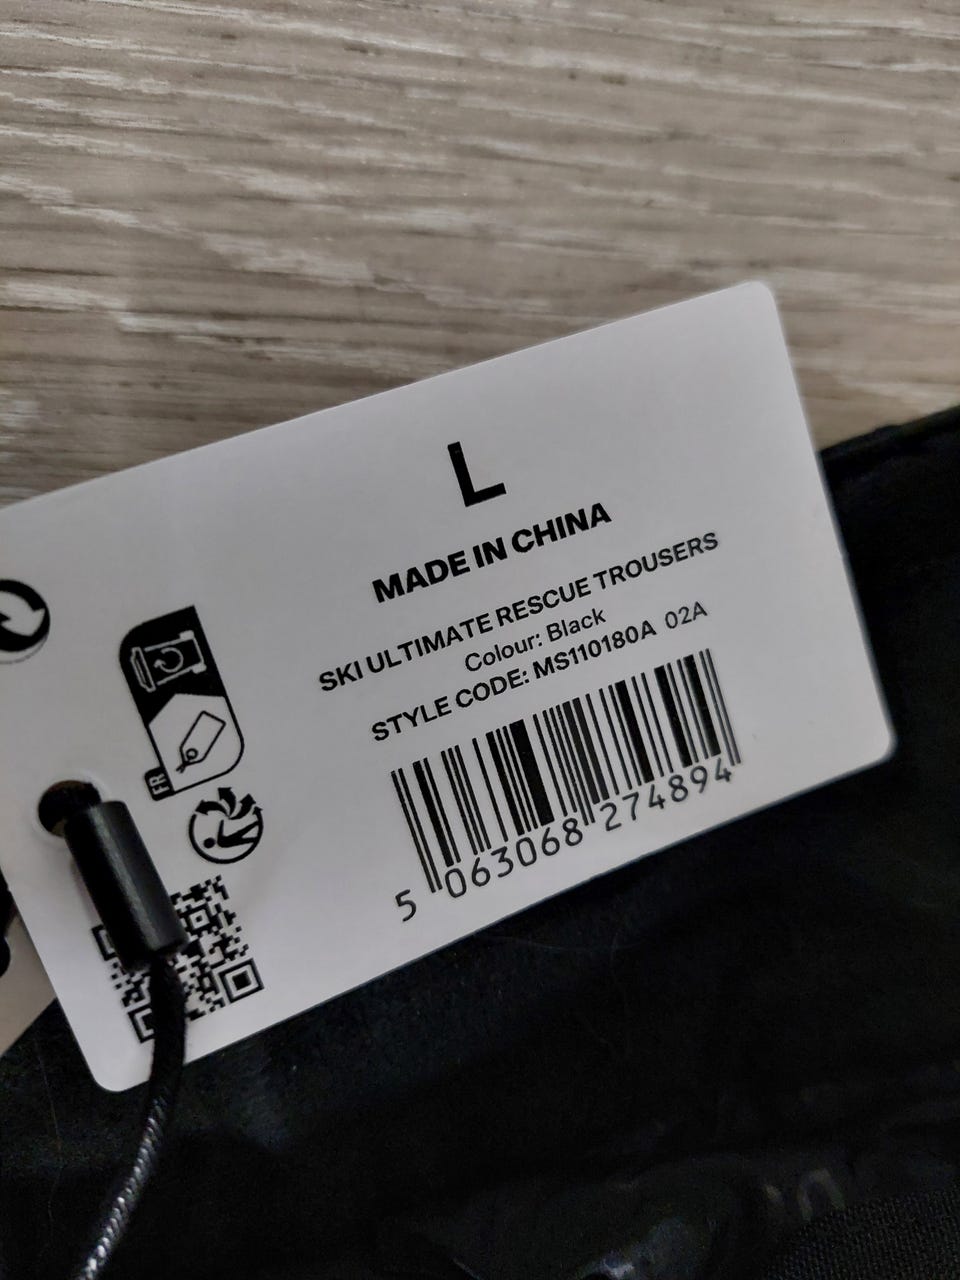 L
MADE IN CHINA
SKI ULTIMATE RESCUE TROUSERS
Colour: Black
STYLE CODE: MS110180A 02A
5 063068 274894
FR